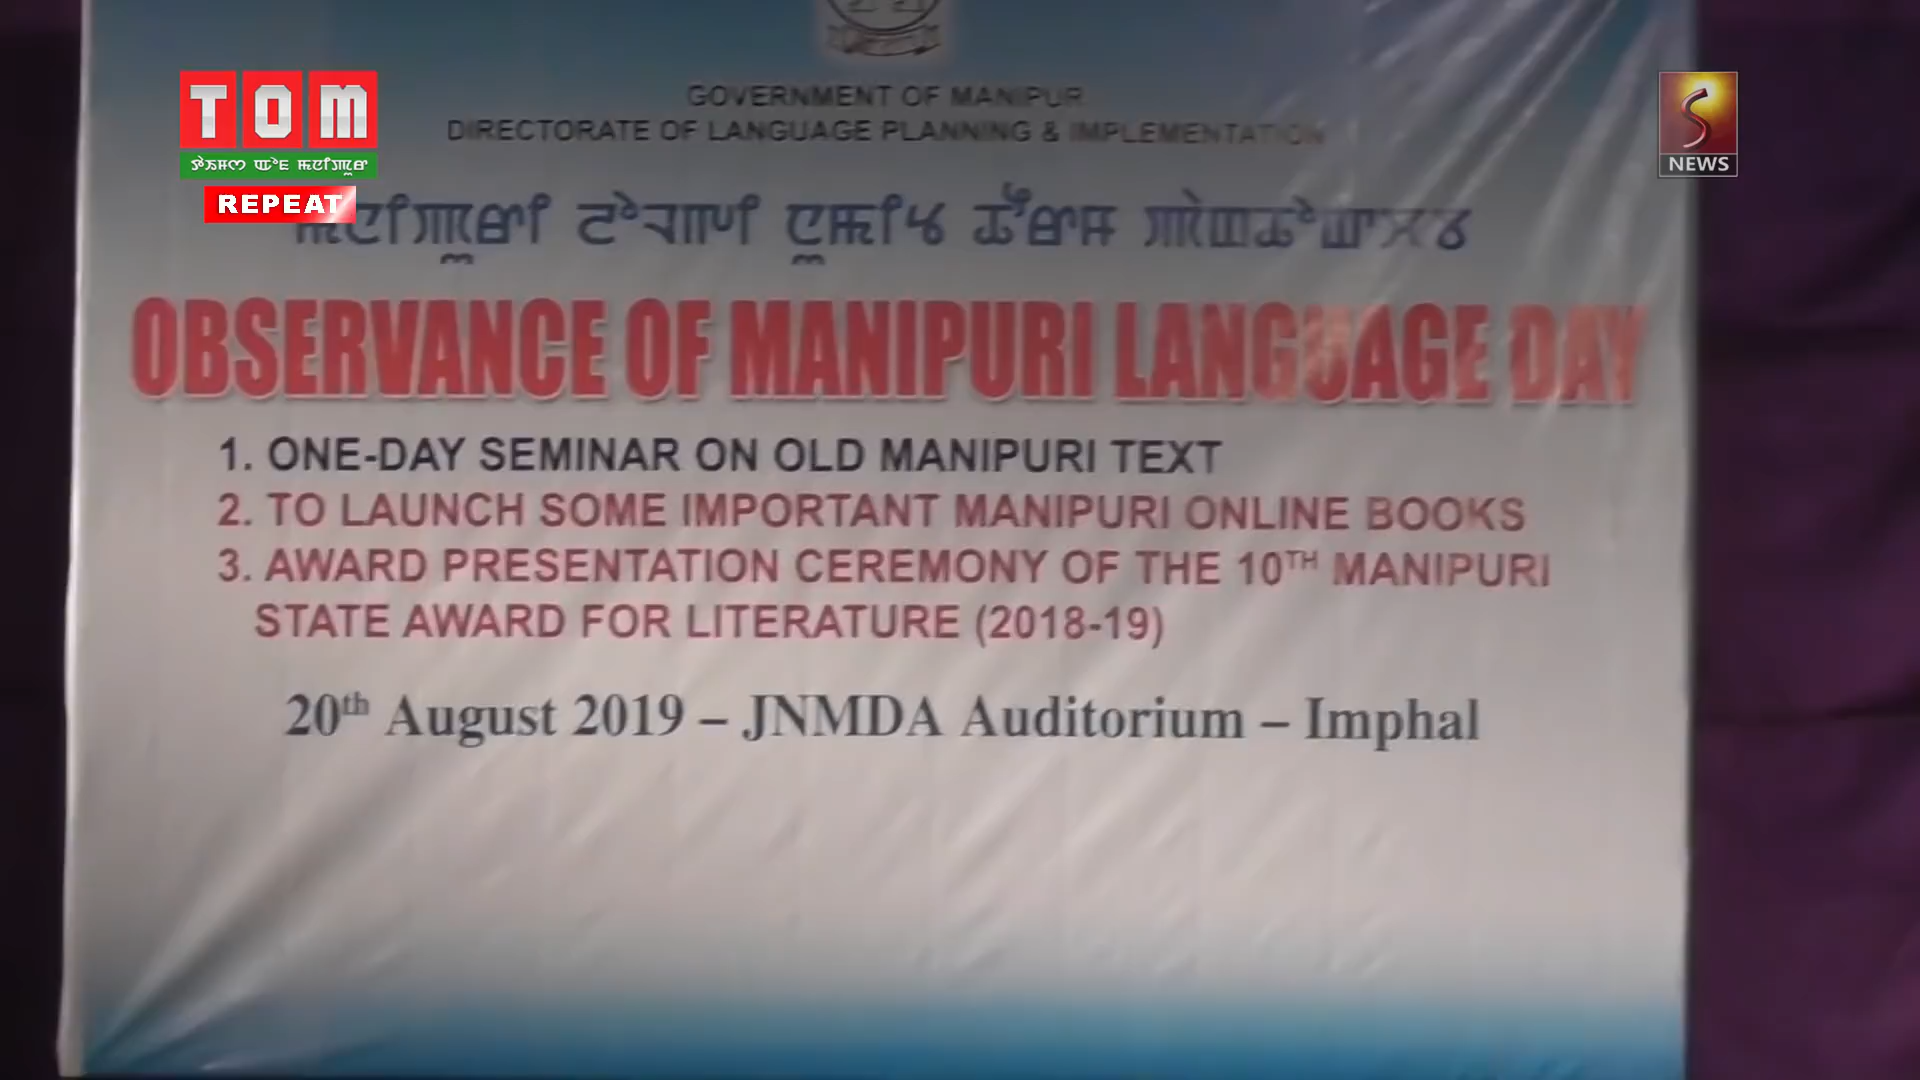 GOVERNMENT OF MANIPUR
DIRECTORATE OF LANGUAGE PLANNING & IMPLEMENTATION
TOM
REPEAT
NEWS
OBSERVANCE OF MANIPURI LANGUAGE DAY
1. ONE-DAY SEMINAR ON OLD MANIPURI TEXT
2. TO LAUNCH SOME IMPORTANT MANIPURI ONLINE BOOKS
3. AWARD PRESENTATION CEREMONY OF THE 10TH MANIPURI
STATE AWARD FOR LITERATURE (2018-19)
20th August 2019 – JNMDA Auditorium – Imphal